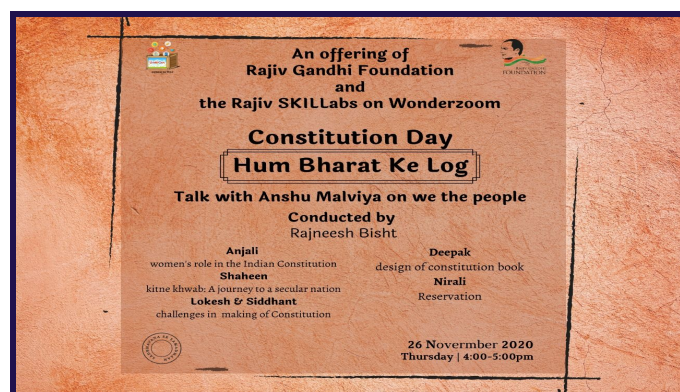 An offering of
Rajiv Gandhi Foundation
and
the Rajiv SKILLabs on Wonderzoom
FOUNDATION
Constitution Day
Hum Bharat Ke Log
Talk with Anshu Malviya on we the people
Conducted by
Rajneesh Bisht
Anjali
women's role in the Indian Constitution
Shaheen
kitne khwab: A journey to a secular nation
Lokesh & Siddhant
challenges in making of Constitution
Deepak
design of constitution book
Nirali
Reservation
26 Novermber 2020
Thursday | 4:00-5:00pm